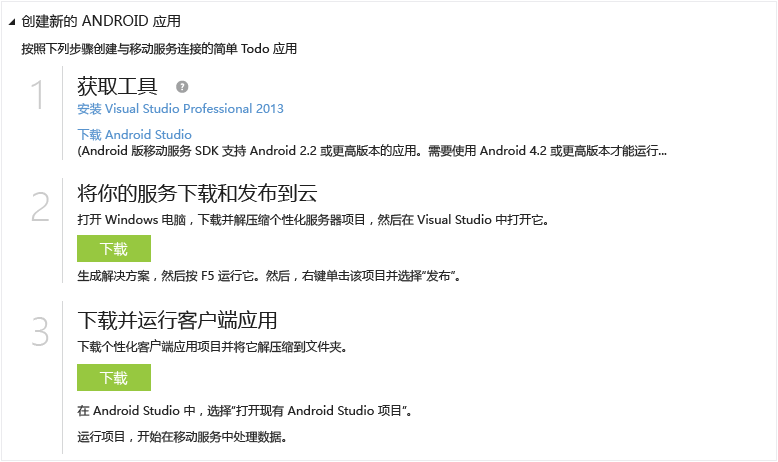 创建新的 ANDROID 应用
按照下列步骤创建与移动服务连接的简单 Todo 应用
1
获取工具 ?
安装 Visual Studio Professional 2013
下载 Android Studio
(Android 版移动服务 SDK 支持 Android 2.2 或更高版本的应用。需要使用 Android 4.2 或更高版本才能运行...
2
将你的服务下载和发布到云
打开 Windows 电脑，下载并解压缩个性化服务器项目，然后在 Visual Studio 中打开它。
下载
生成解决方案，然后按 F5 运行它。然后，右键单击该项目并选择"发布"。
3
下载并运行客户端应用
下载个性化客户端应用项目并将它解压缩到文件夹。
下载
在 Android Studio 中，选择"打开现有 Android Studio 项目"。
运行项目，开始在移动服务中处理数据。